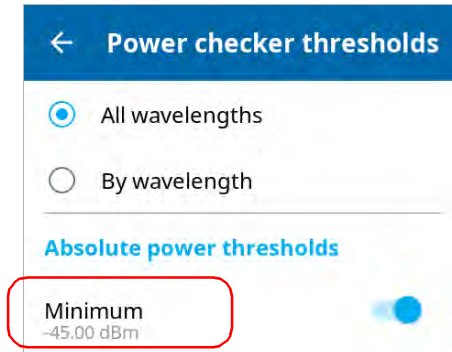 Power checker thresholds
All wavelengths
By wavelength
Absolute power thresholds
Minimum
-45.00 dBm